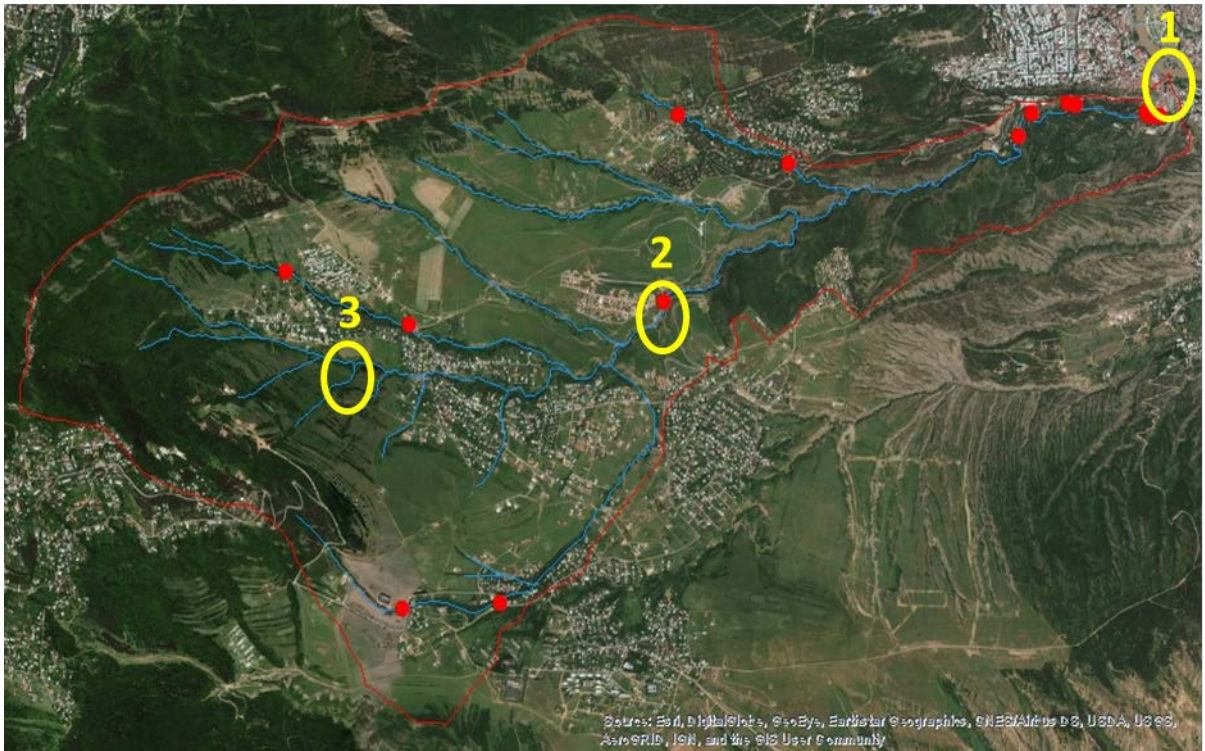 1
2
3
Source: Esri, DigitalGlobe, GeoEye, Earthstar Geographics, CNES/Airbus DS, USDA, USGS,
AeroGRID, IGN, and the GIS User Community